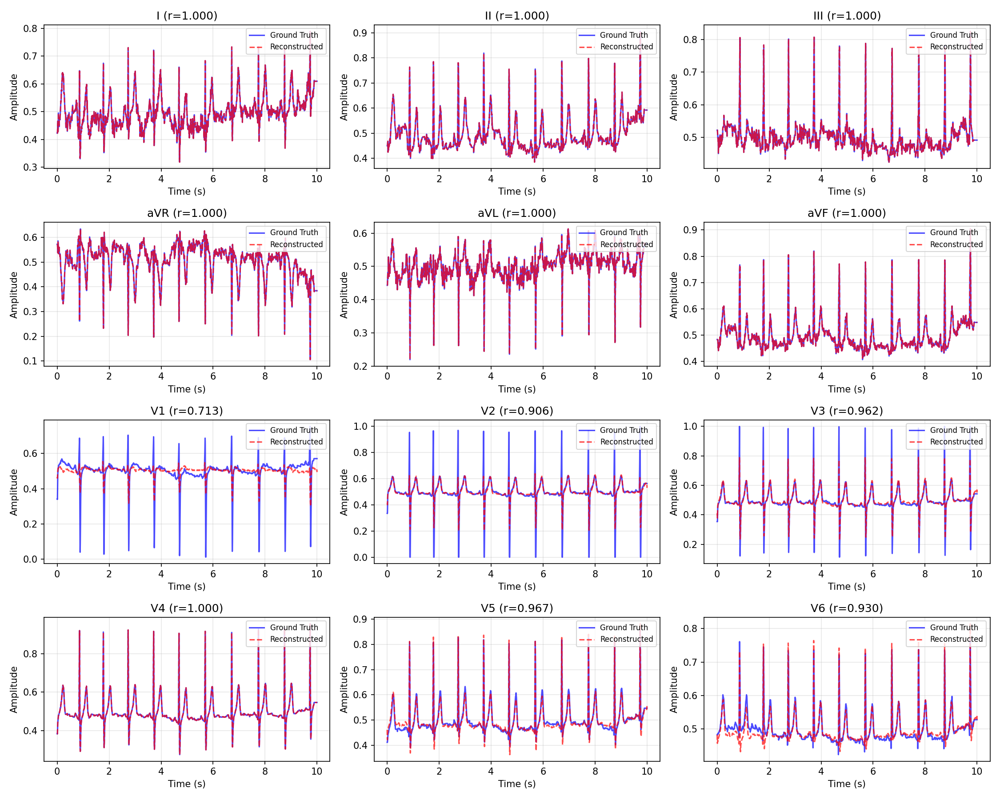 I (r=1.000)
Amplitude
0.8
0.7
0.6
0.5
0.4
0.3
Ground Truth
Reconstructed
0 2 4 6 8 10
Time (s)
II (r=1.000)
Amplitude
0.9
0.8
0.7
0.6
0.5
0.4
Ground Truth
Reconstructed
0 2 4 6 8 10
Time (s)
III (r=1.000)
Amplitude
0.8
0.7
0.6
0.5
Ground Truth
Reconstructed
0 2 4 6 8 10
Time (s)
aVR (r=1.000)
Amplitude
0.6
0.5
0.4
0.3
0.2
0.1
Ground Truth
Reconstructed
0 2 4 6 8 10
Time (s)
aVL (r=1.000)
Amplitude
0.6
0.5
0.4
0.3
0.2
Ground Truth
Reconstructed
0 2 4 6 8 10
Time (s)
aVF (r=1.000)
Amplitude
0.9
0.8
0.7
0.6
0.5
0.4
Ground Truth
Reconstructed
0 2 4 6 8 10
Time (s)
V1 (r=0.713)
Amplitude
0.6
0.4
0.2
0.0
Ground Truth
Reconstructed
0 2 4 6 8 10
Time (s)
V2 (r=0.906)
Amplitude
1.0
0.8
0.6
0.4
0.2
0.0
Ground Truth
Reconstructed
0 2 4 6 8 10
Time (s)
V3 (r=0.962)
Amplitude
1.0
0.8
0.6
0.4
0.2
Ground Truth
Reconstructed
0 2 4 6 8 10
Time (s)
V4 (r=1.000)
Amplitude
0.8
0.6
0.4
Ground Truth
Reconstructed
0 2 4 6 8 10
Time (s)
V5 (r=0.967)
Amplitude
0.9
0.8
0.7
0.6
0.5
0.4
Ground Truth
Reconstructed
0 2 4 6 8 10
Time (s)
V6 (r=0.930)
Amplitude
0.8
0.7
0.6
0.5
Ground Truth
Reconstructed
0 2 4 6 8 10
Time (s)